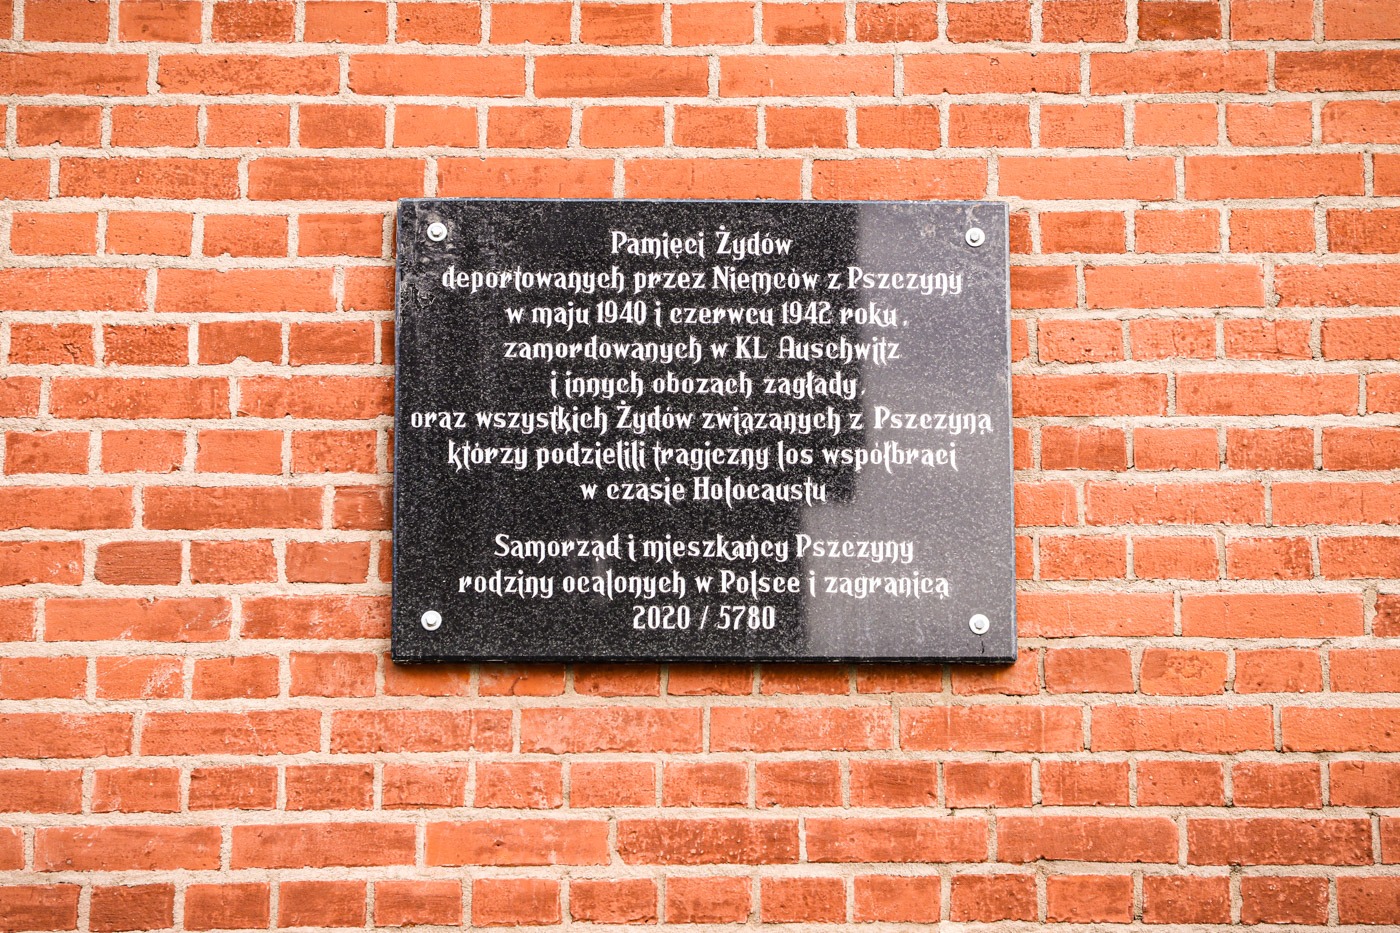 Pamięci Żydów
deportowanych przez Niemców z Pszczyny
w maju 1940 i czerwcu 1942 roku,
zamordowanych w KL Auschwitz
i innych obozach zagłady,
oraz wszystkich Żydów związanych z Pszczyną
którzy podzielili tragiczny los współbraci
w czasie Holocaustu
Samorząd i mieszkańcy Pszczyny
rodziny ocalonych w Polsce i zagranicą
2020 / 5780